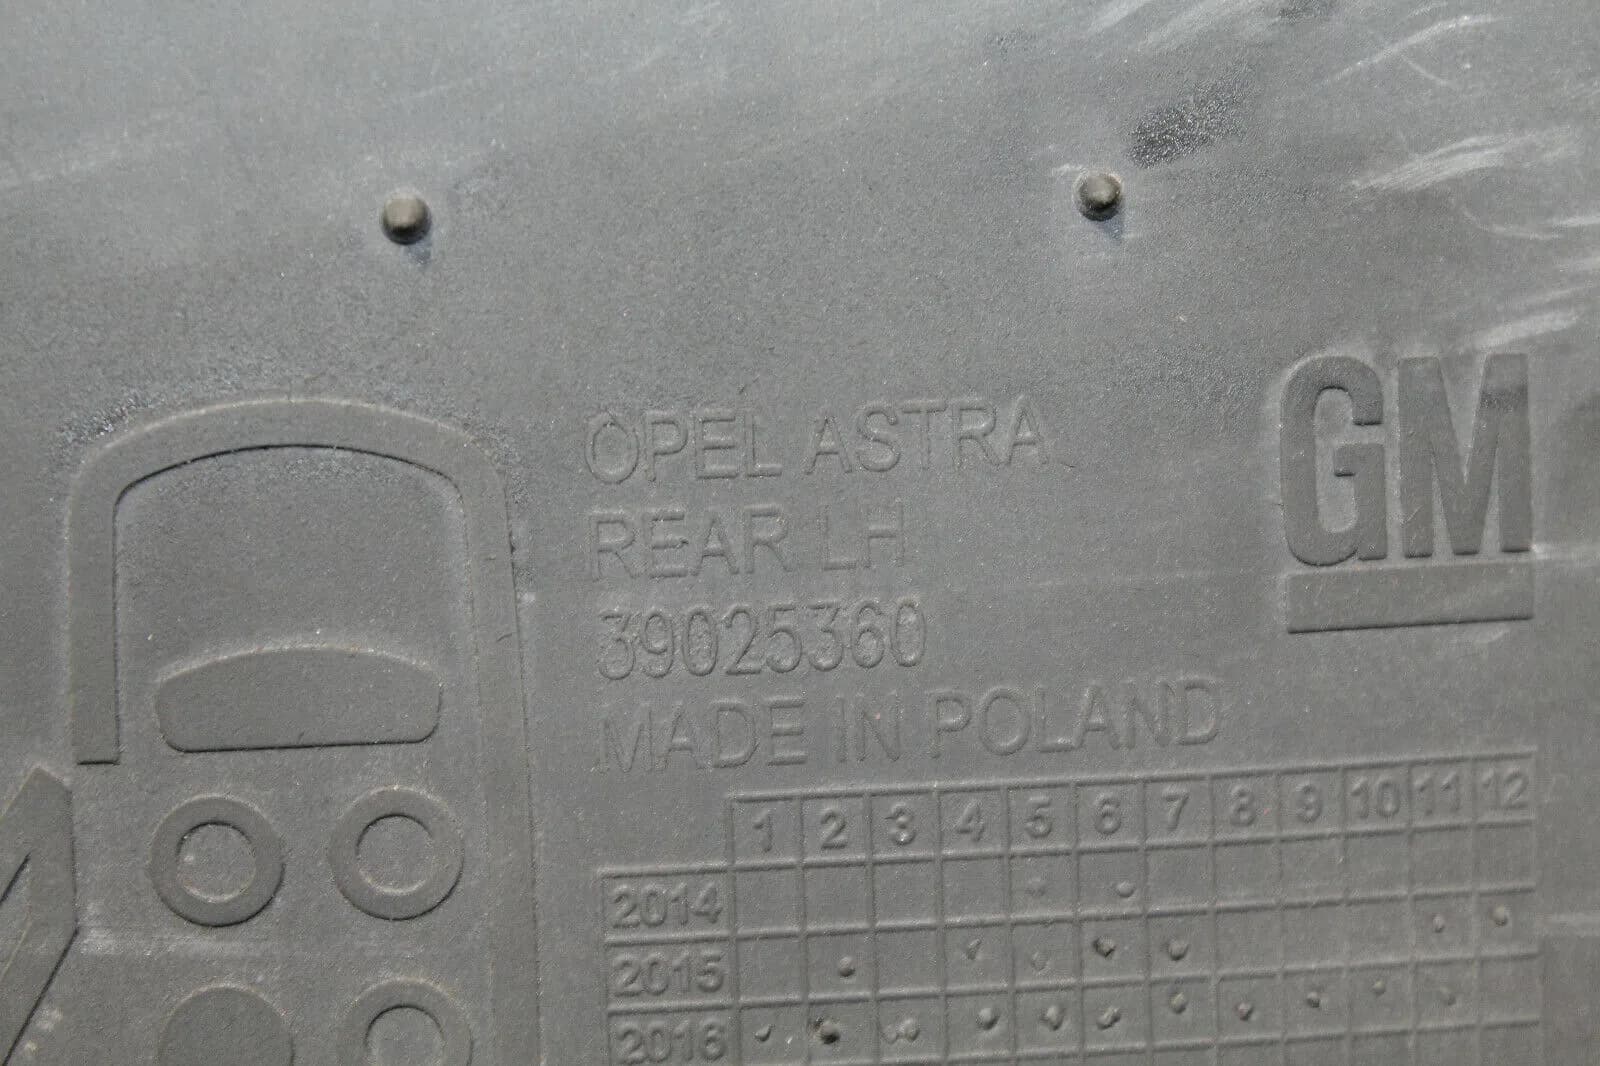 OPEL ASTRA
REAR LH
39025360
MADE IN POLAND
GM
1 2 3 4 5 6 7 8 9 10 11 12
2014
2015
2016